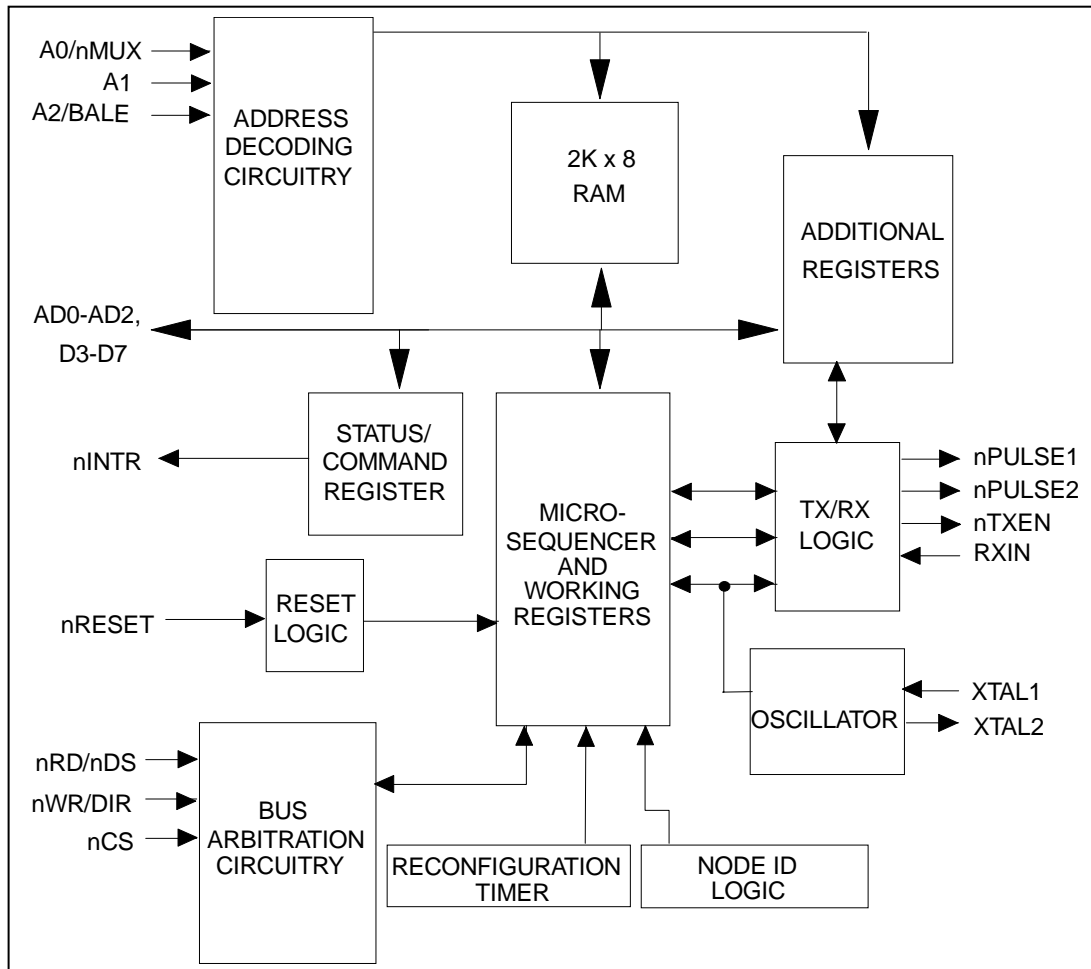 A0/nMUX
A1
A2/BALE
ADDRESS
DECODING
CIRCUITRY
2K x 8
RAM
ADDITIONAL
REGISTERS
AD0-AD2,
D3-D7
nINTR
STATUS/
COMMAND
REGISTER
MICRO-
SEQUENCER
AND
WORKING
REGISTERS
TX/RX
LOGIC
nPULSE1
nPULSE2
nTXEN
RXIN
nRESET
RESET
LOGIC
OSCILLATOR
XTAL1
XTAL2
nRD/nDS
nWR/DIR
nCS
BUS
ARBITRATION
CIRCUITRY
RECONFIGURATION
TIMER
NODE ID
LOGIC